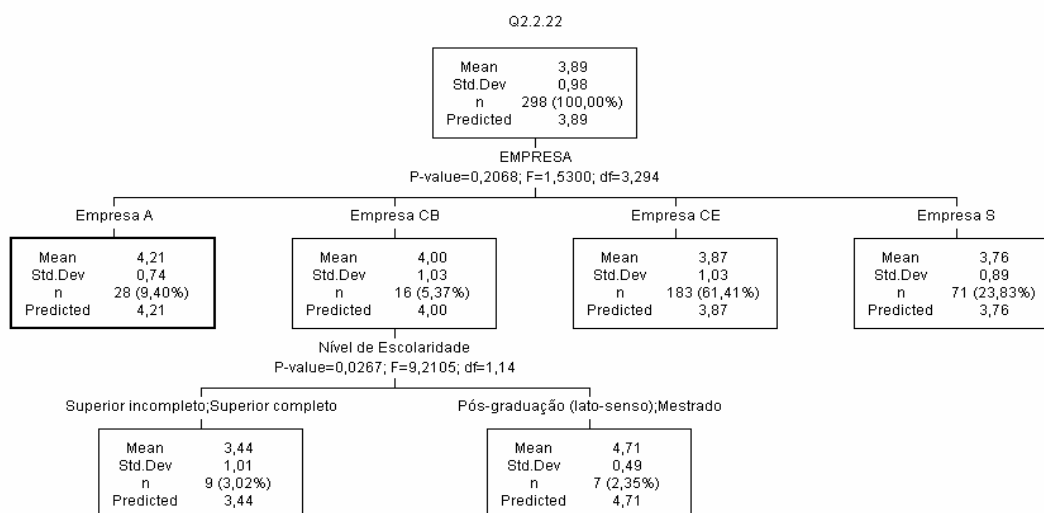 Q2.2.22
Mean 3,89
Std.Dev 0,98
n 298 (100,00%)
Predicted 3,89
EMPRESA
P-value=0,2068; F=1,5300; df=3,294
Empresa A
Mean 4,21
Std.Dev 0,74
n 28 (9,40%)
Predicted 4,21
Empresa CB
Mean 4,00
Std.Dev 1,03
n 16 (5,37%)
Predicted 4,00
Empresa CE
Mean 3,87
Std.Dev 1,03
n 183 (61,41%)
Predicted 3,87
Empresa S
Mean 3,76
Std.Dev 0,89
n 71 (23,83%)
Predicted 3,76
Nível de Escolaridade
P-value=0,0267; F=9,2105; df=1,14
Superior incompleto;Superior completo
Mean 3,44
Std.Dev 1,01
n 9 (3,02%)
Predicted 3,44
Pós-graduação (lato-senso);Mestrado
Mean 4,71
Std.Dev 0,49
n 7 (2,35%)
Predicted 4,71